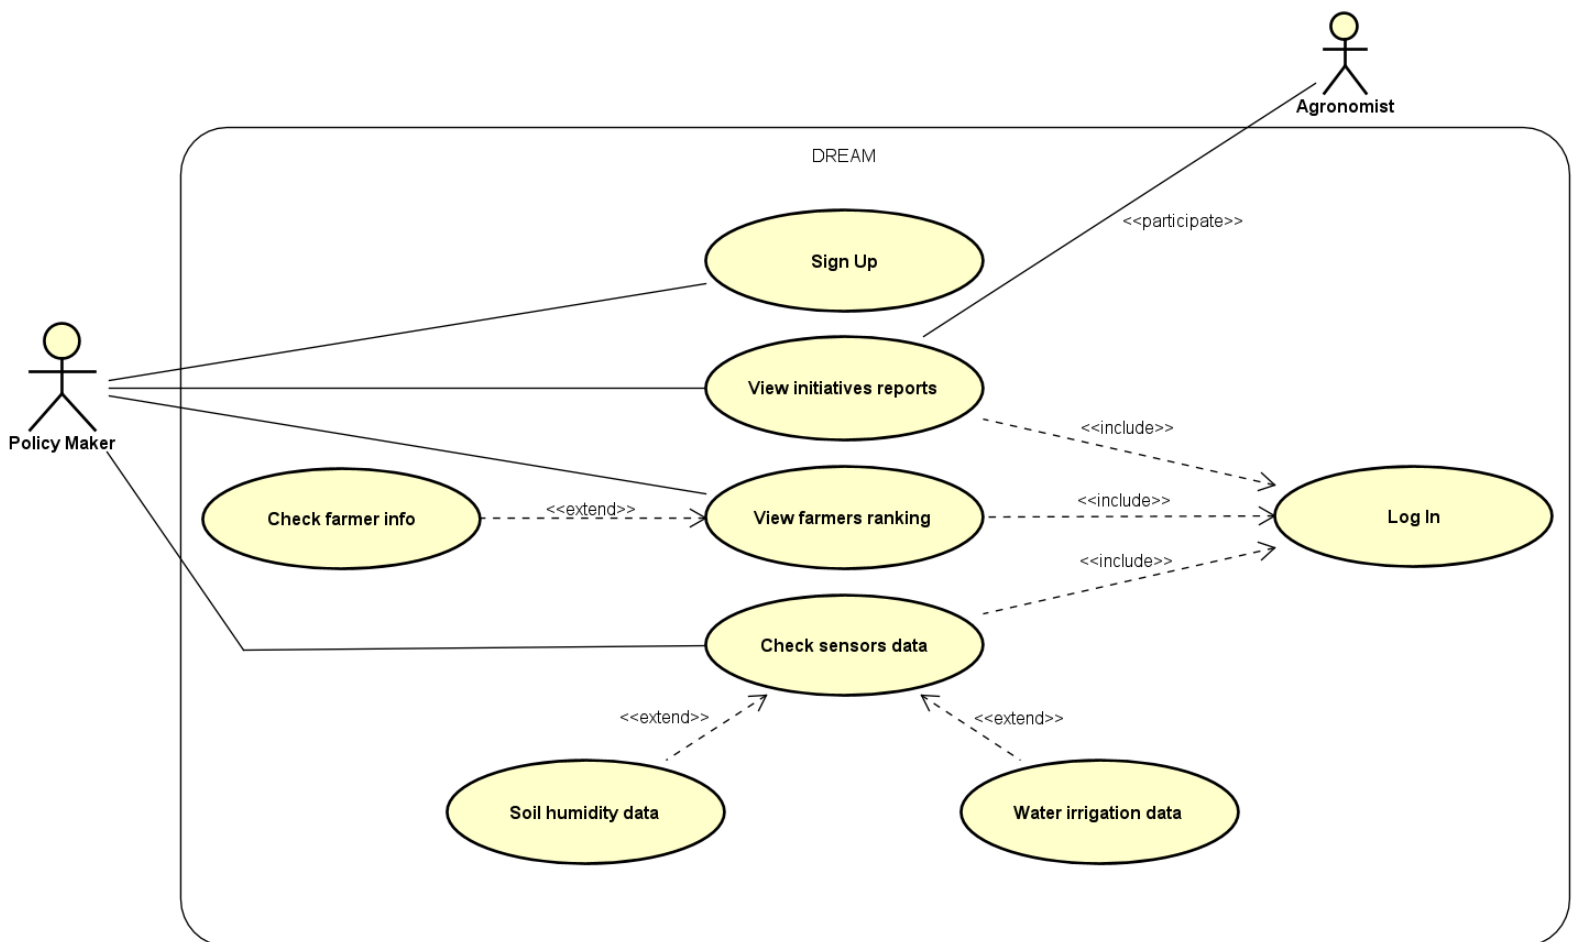 Agronomist
DREAM
<<participate>>
Sign Up
View initiatives reports
<<include>>
Policy Maker
Check farmer info
<<extend>>
View farmers ranking
<<include>>
Log In
<<include>>
Check sensors data
<<extend>>
<<extend>>
Soil humidity data
Water irrigation data